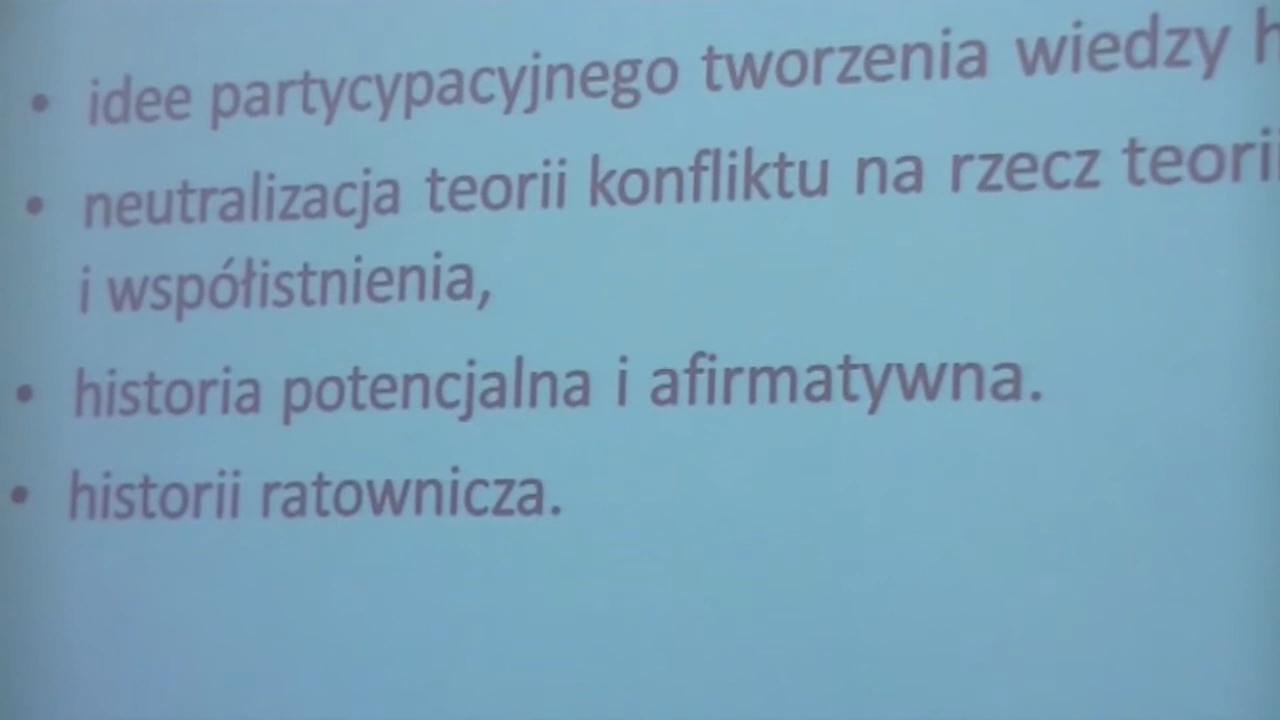 • idee partycypacyjnego tworzenia wiedzy
• neutralizacja teorii konfliktu na rzecz teorii
i współistnienia,
• historia potencjalna i afirmatywna.
• historii ratownicza.